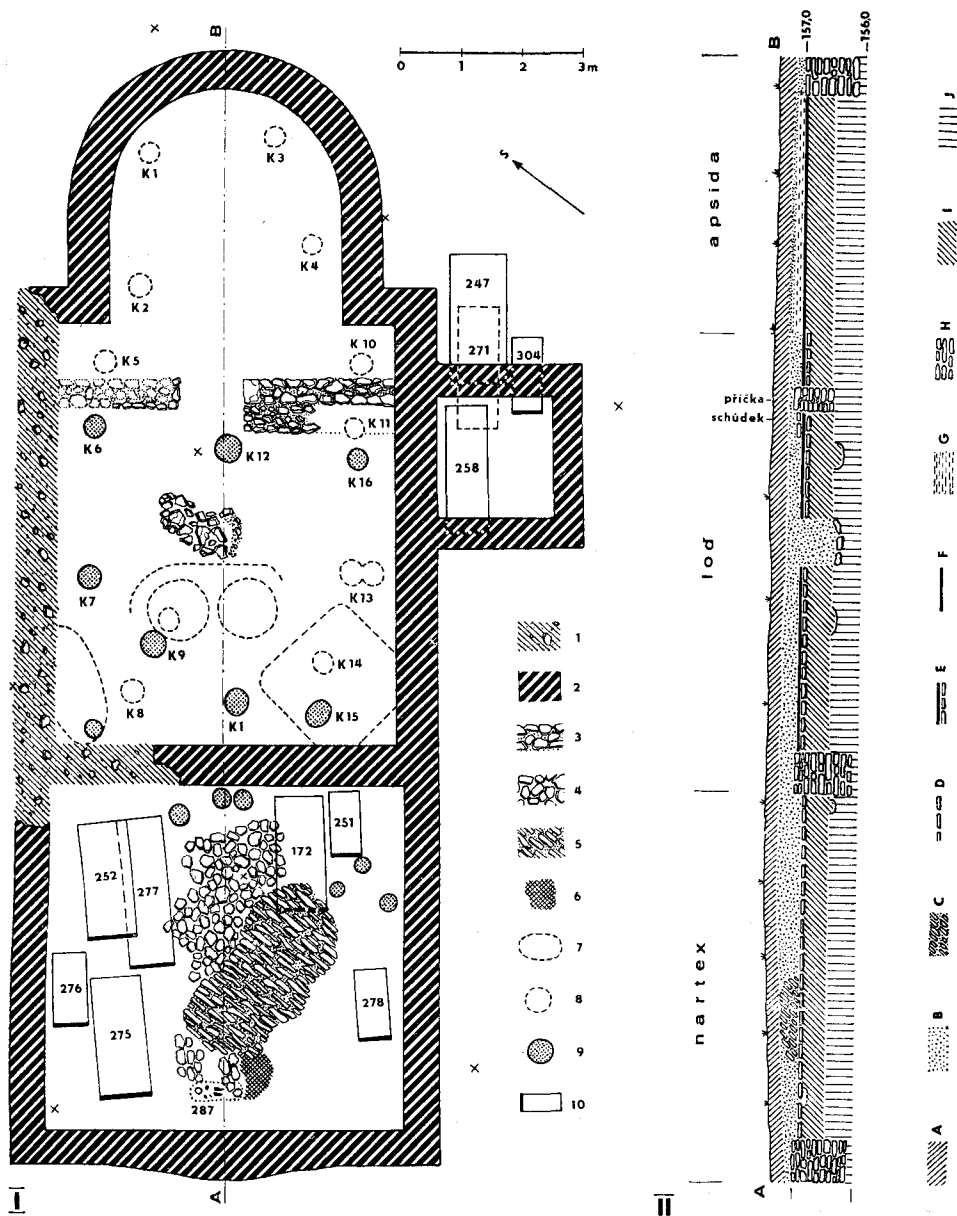 B
0 1 2 3 m
S
K1
K3
K4
K2
247
271
304
K5
K10
K11
K6
K12
K16
258
K7
K13
K9
K14
K8
K1
K15
1
2
3
4
5
6
7
8
9
10
172
251
252
277
276
275
278
287
A
I
B
157,0
156,0
apsida
příčka
schůdek
loď
nartex
A
II
A B C D E F G H I J